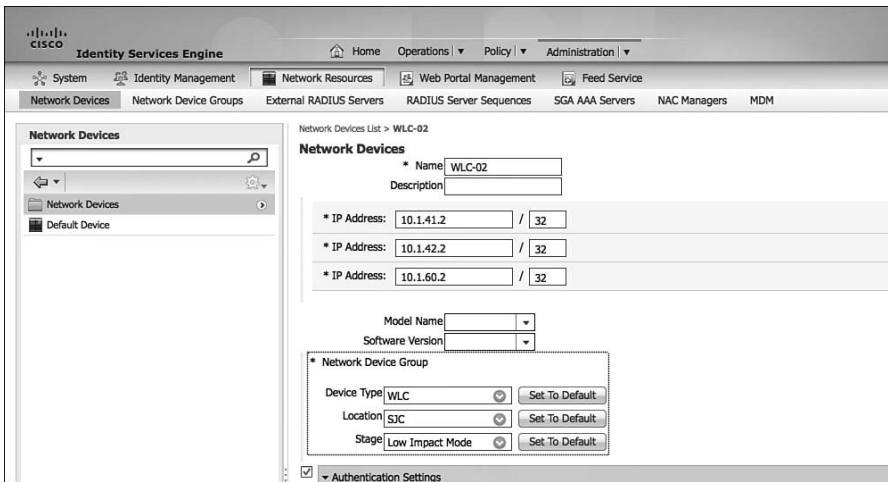 CISCO
Identity Services Engine
Home Operations | Policy | Administration |
System Identity Management Network Resources Web Portal Management Feed Service
Network Devices Network Device Groups External RADIUS Servers RADIUS Server Sequences SGA AAA Servers NAC Managers MDM
Network Devices
Network Devices
Default Device
Network Devices List > WLC-02
Network Devices
* Name WLC-02
Description
* IP Address: 10.1.41.2 / 32
* IP Address: 10.1.42.2 / 32
* IP Address: 10.1.60.2 / 32
Model Name
Software Version
* Network Device Group
Device Type WLC Set To Default
Location SJC Set To Default
Stage Low Impact Mode Set To Default
Authentication Settings